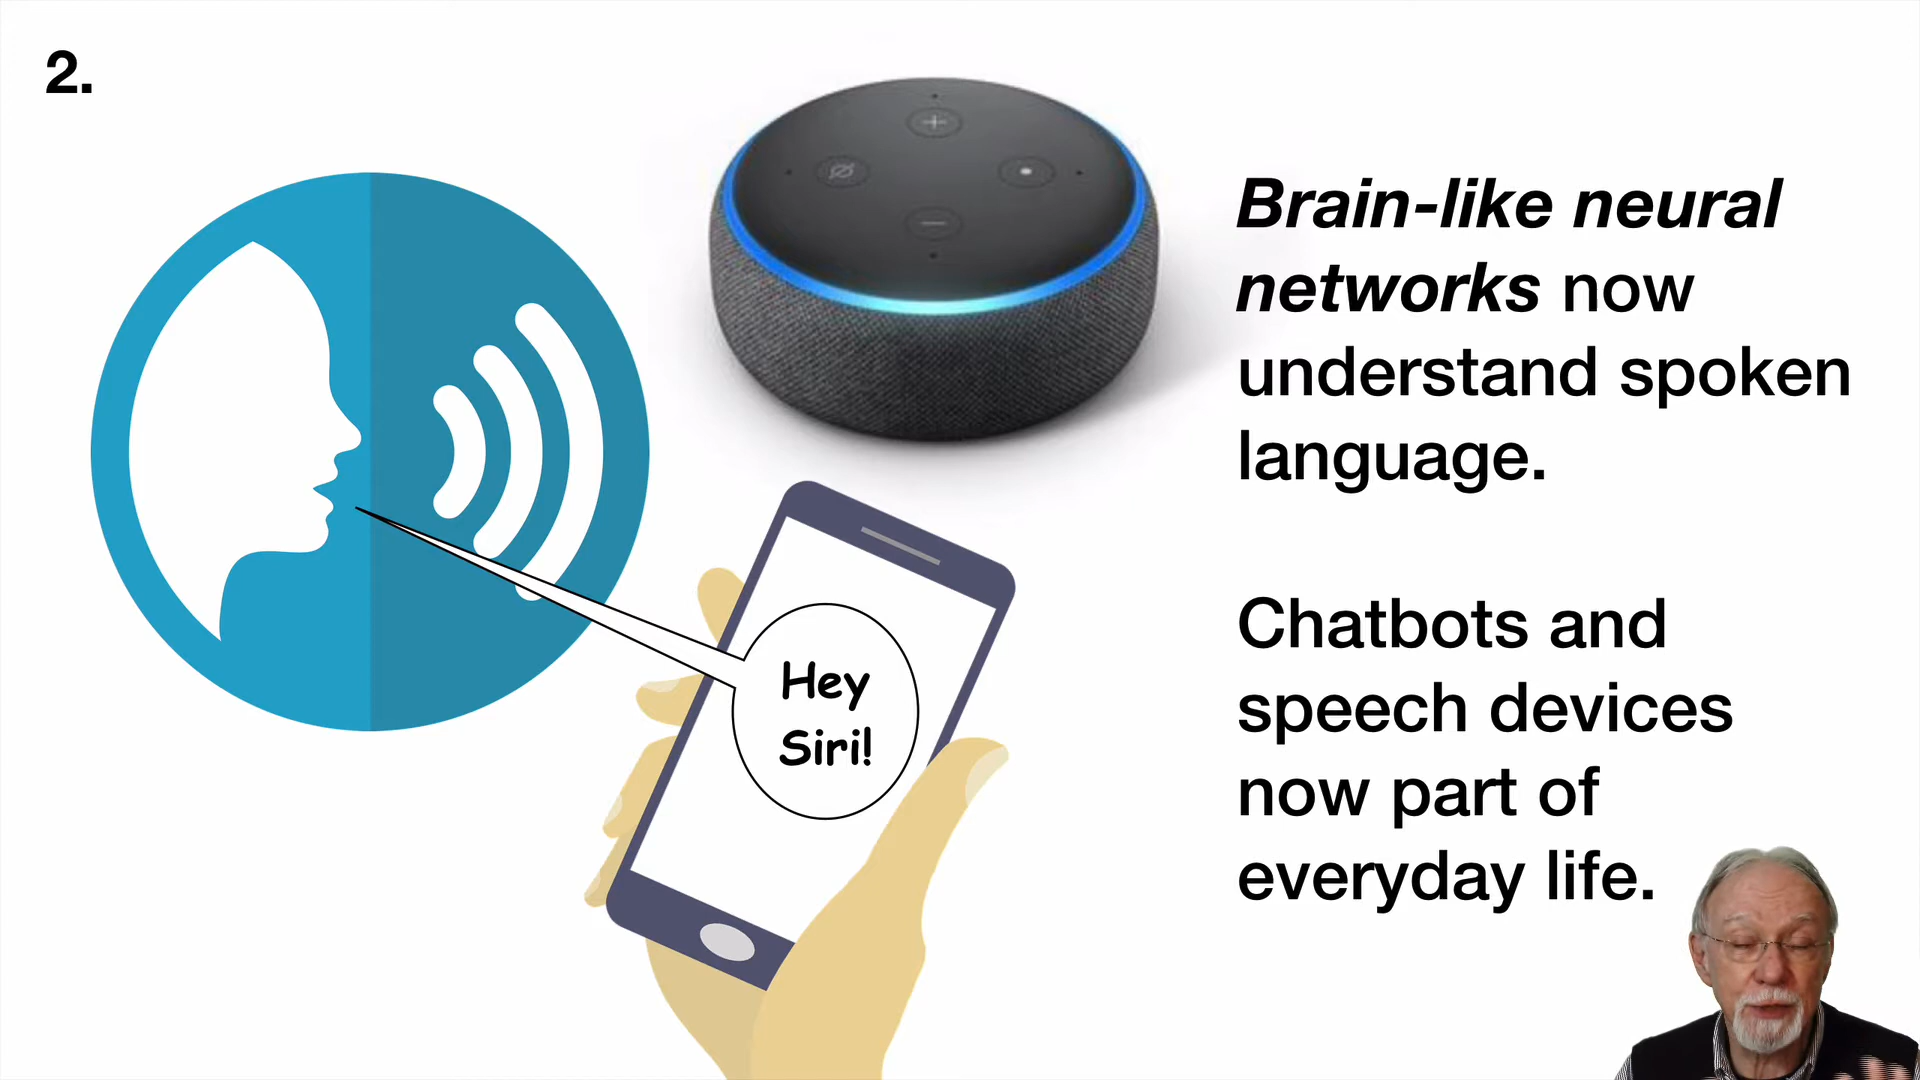 2.
Brain-like neural
networks now
understand spoken
language.
Chatbots and
speech devices
now part of
everyday life.
Hey
Siri!